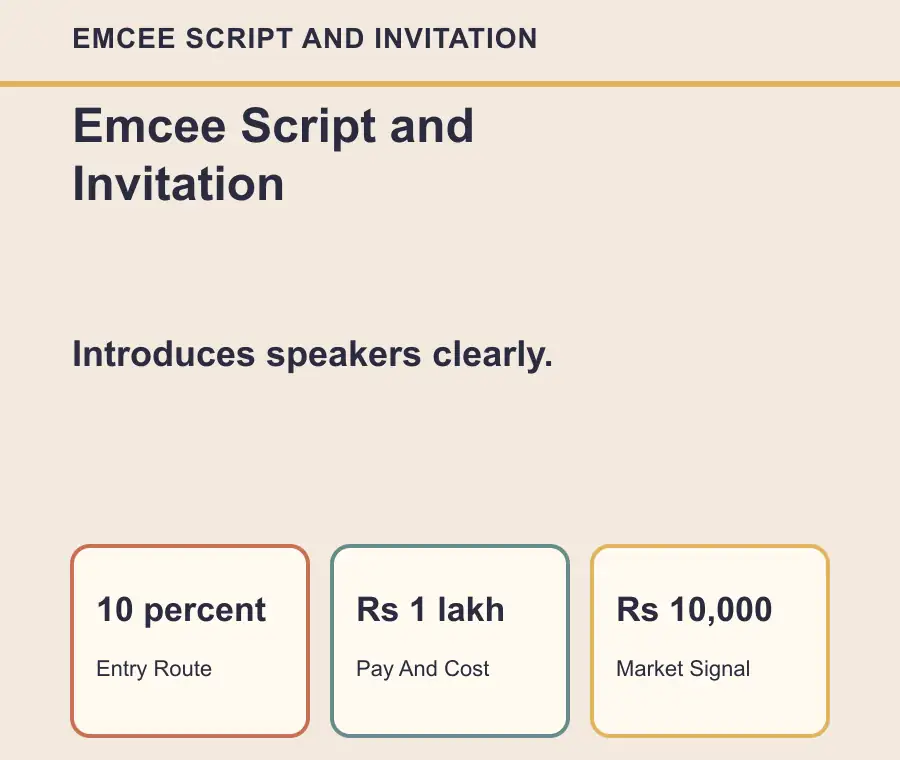 EMCEE SCRIPT AND INVITATION
Emcee Script and
Invitation
Introduces speakers clearly.
10 percent
Entry Route
Rs 1 lakh
Pay And Cost
Rs 10,000
Market Signal